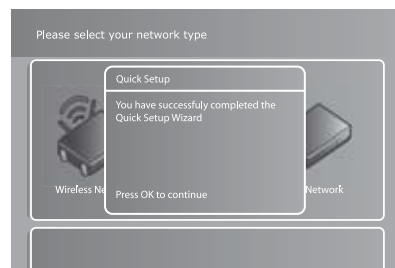 Please select your network type
Quick Setup
You have successfuly completed the
Quick Setup Wizard
Wireless Ne
Press OK to continue
Network